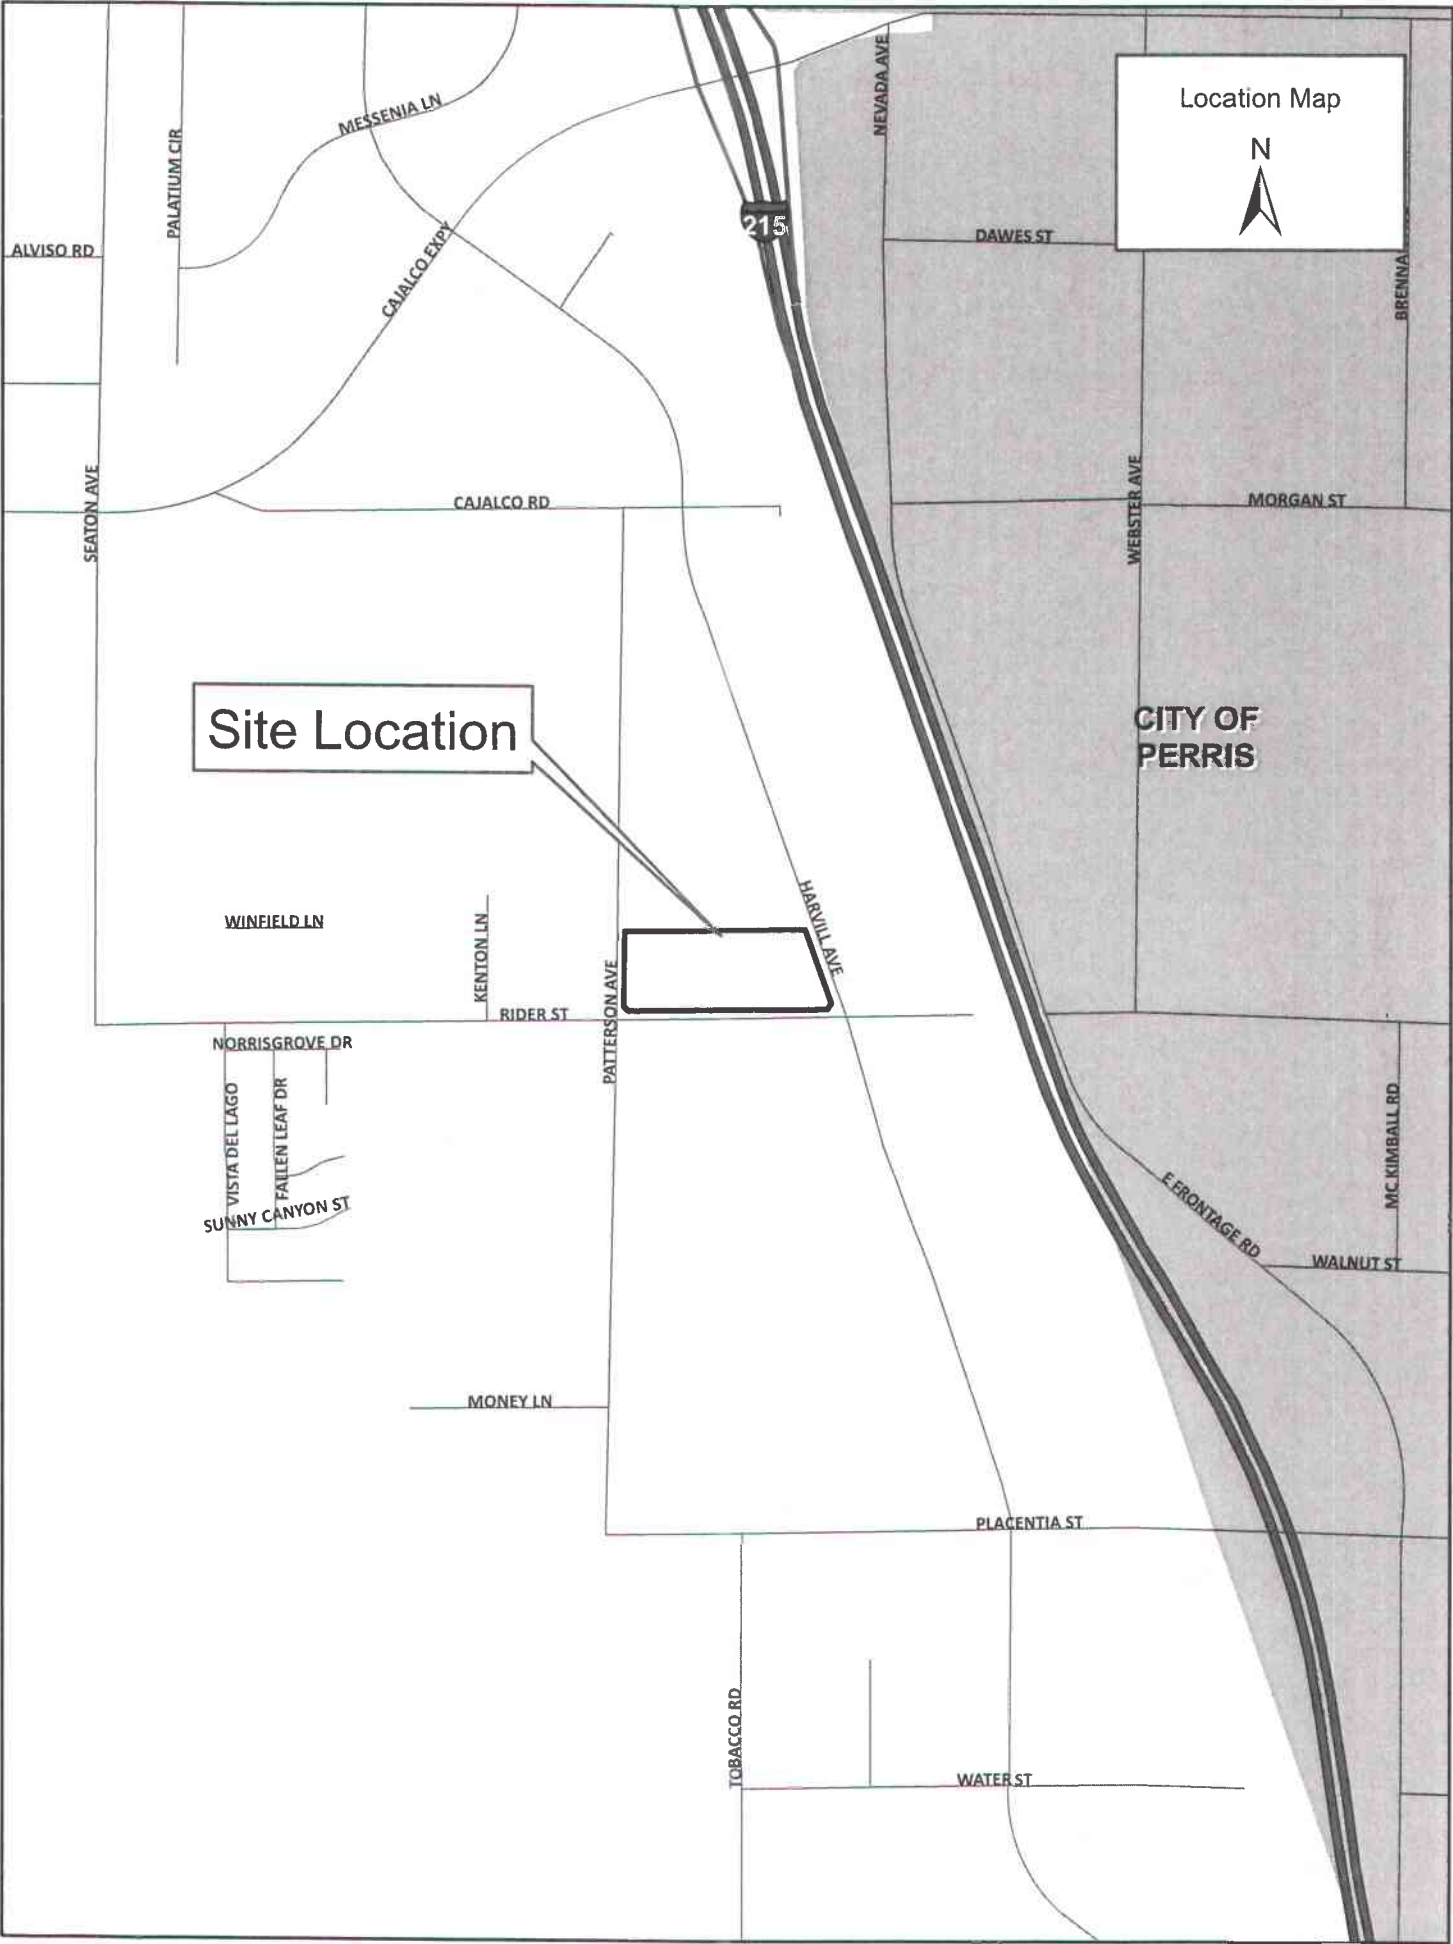 NEVADA AVE
Location Map
N
MESSENIA LN
PALATIUM CIR
215
DAWES ST
ALVISO RD
CAJALCO EXPY
BRENNA
SEATON AVE
CAJALCO RD
WEBSTER AVE
MORGAN ST
Site Location
CITY OF
PERRIS
WINFIELD LN
KENTON LN
HARVILL AVE
PATTERSON AVE
RIDER ST
NORRISGROVE DR
VISTA DEL LAGO
FALLEN LEAF DR
SUNNY CANYON ST
E FRONTAGE RD
MC KIMBALL RD
WALNUT ST
MONEY LN
PLACENTIA ST
TOBACCO RD
WATER ST